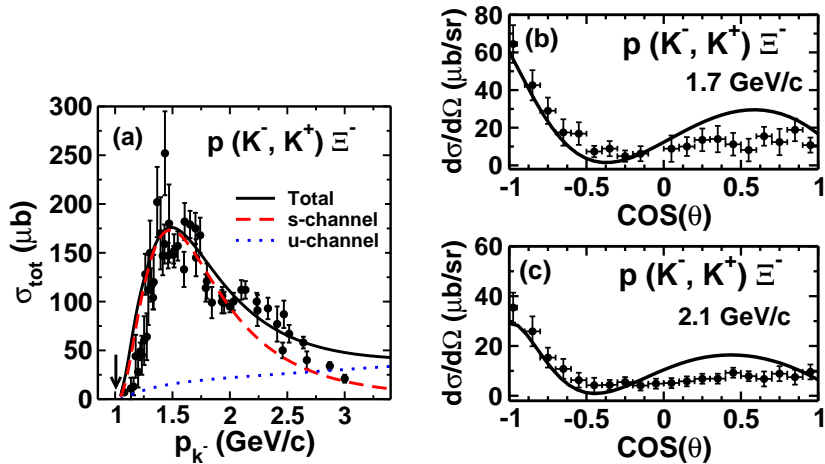 (a)
p (K⁻, K⁺) Ξ⁻
Total
s-channel
u-channel
σ_tot (μb)
300
250
200
150
100
50
0
1 1.5 2 2.5 3
p_k⁻ (GeV/c)
(b)
p (K⁻, K⁺) Ξ⁻
1.7 GeV/c
dσ/dΩ (μb/sr)
80
60
40
20
0
-1 -0.5 0 0.5 1
COS(θ)
(c)
p (K⁻, K⁺) Ξ⁻
2.1 GeV/c
dσ/dΩ (μb/sr)
60
40
20
0
-1 -0.5 0 0.5 1
COS(θ)